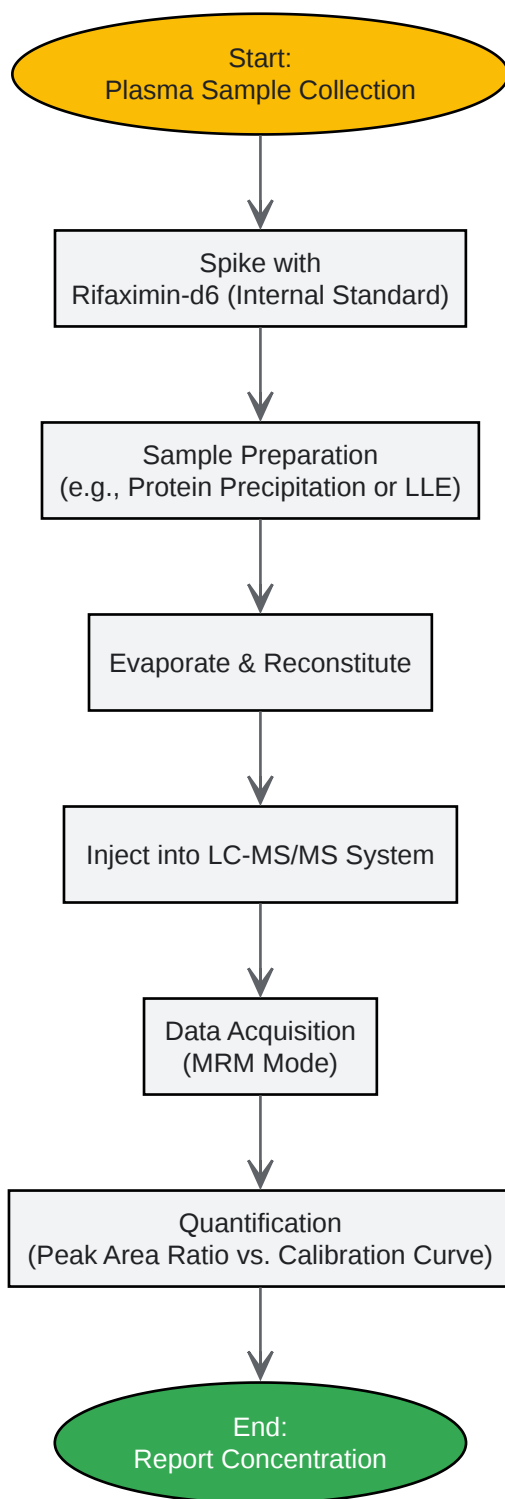 Start:
Plasma Sample Collection
Spike with
Rifaximin-d6 (Internal Standard)
Sample Preparation
(e.g., Protein Precipitation or LLE)
Evaporate & Reconstitute
Inject into LC-MS/MS System
Data Acquisition
(MRM Mode)
Quantification
(Peak Area Ratio vs. Calibration Curve)
End:
Report Concentration